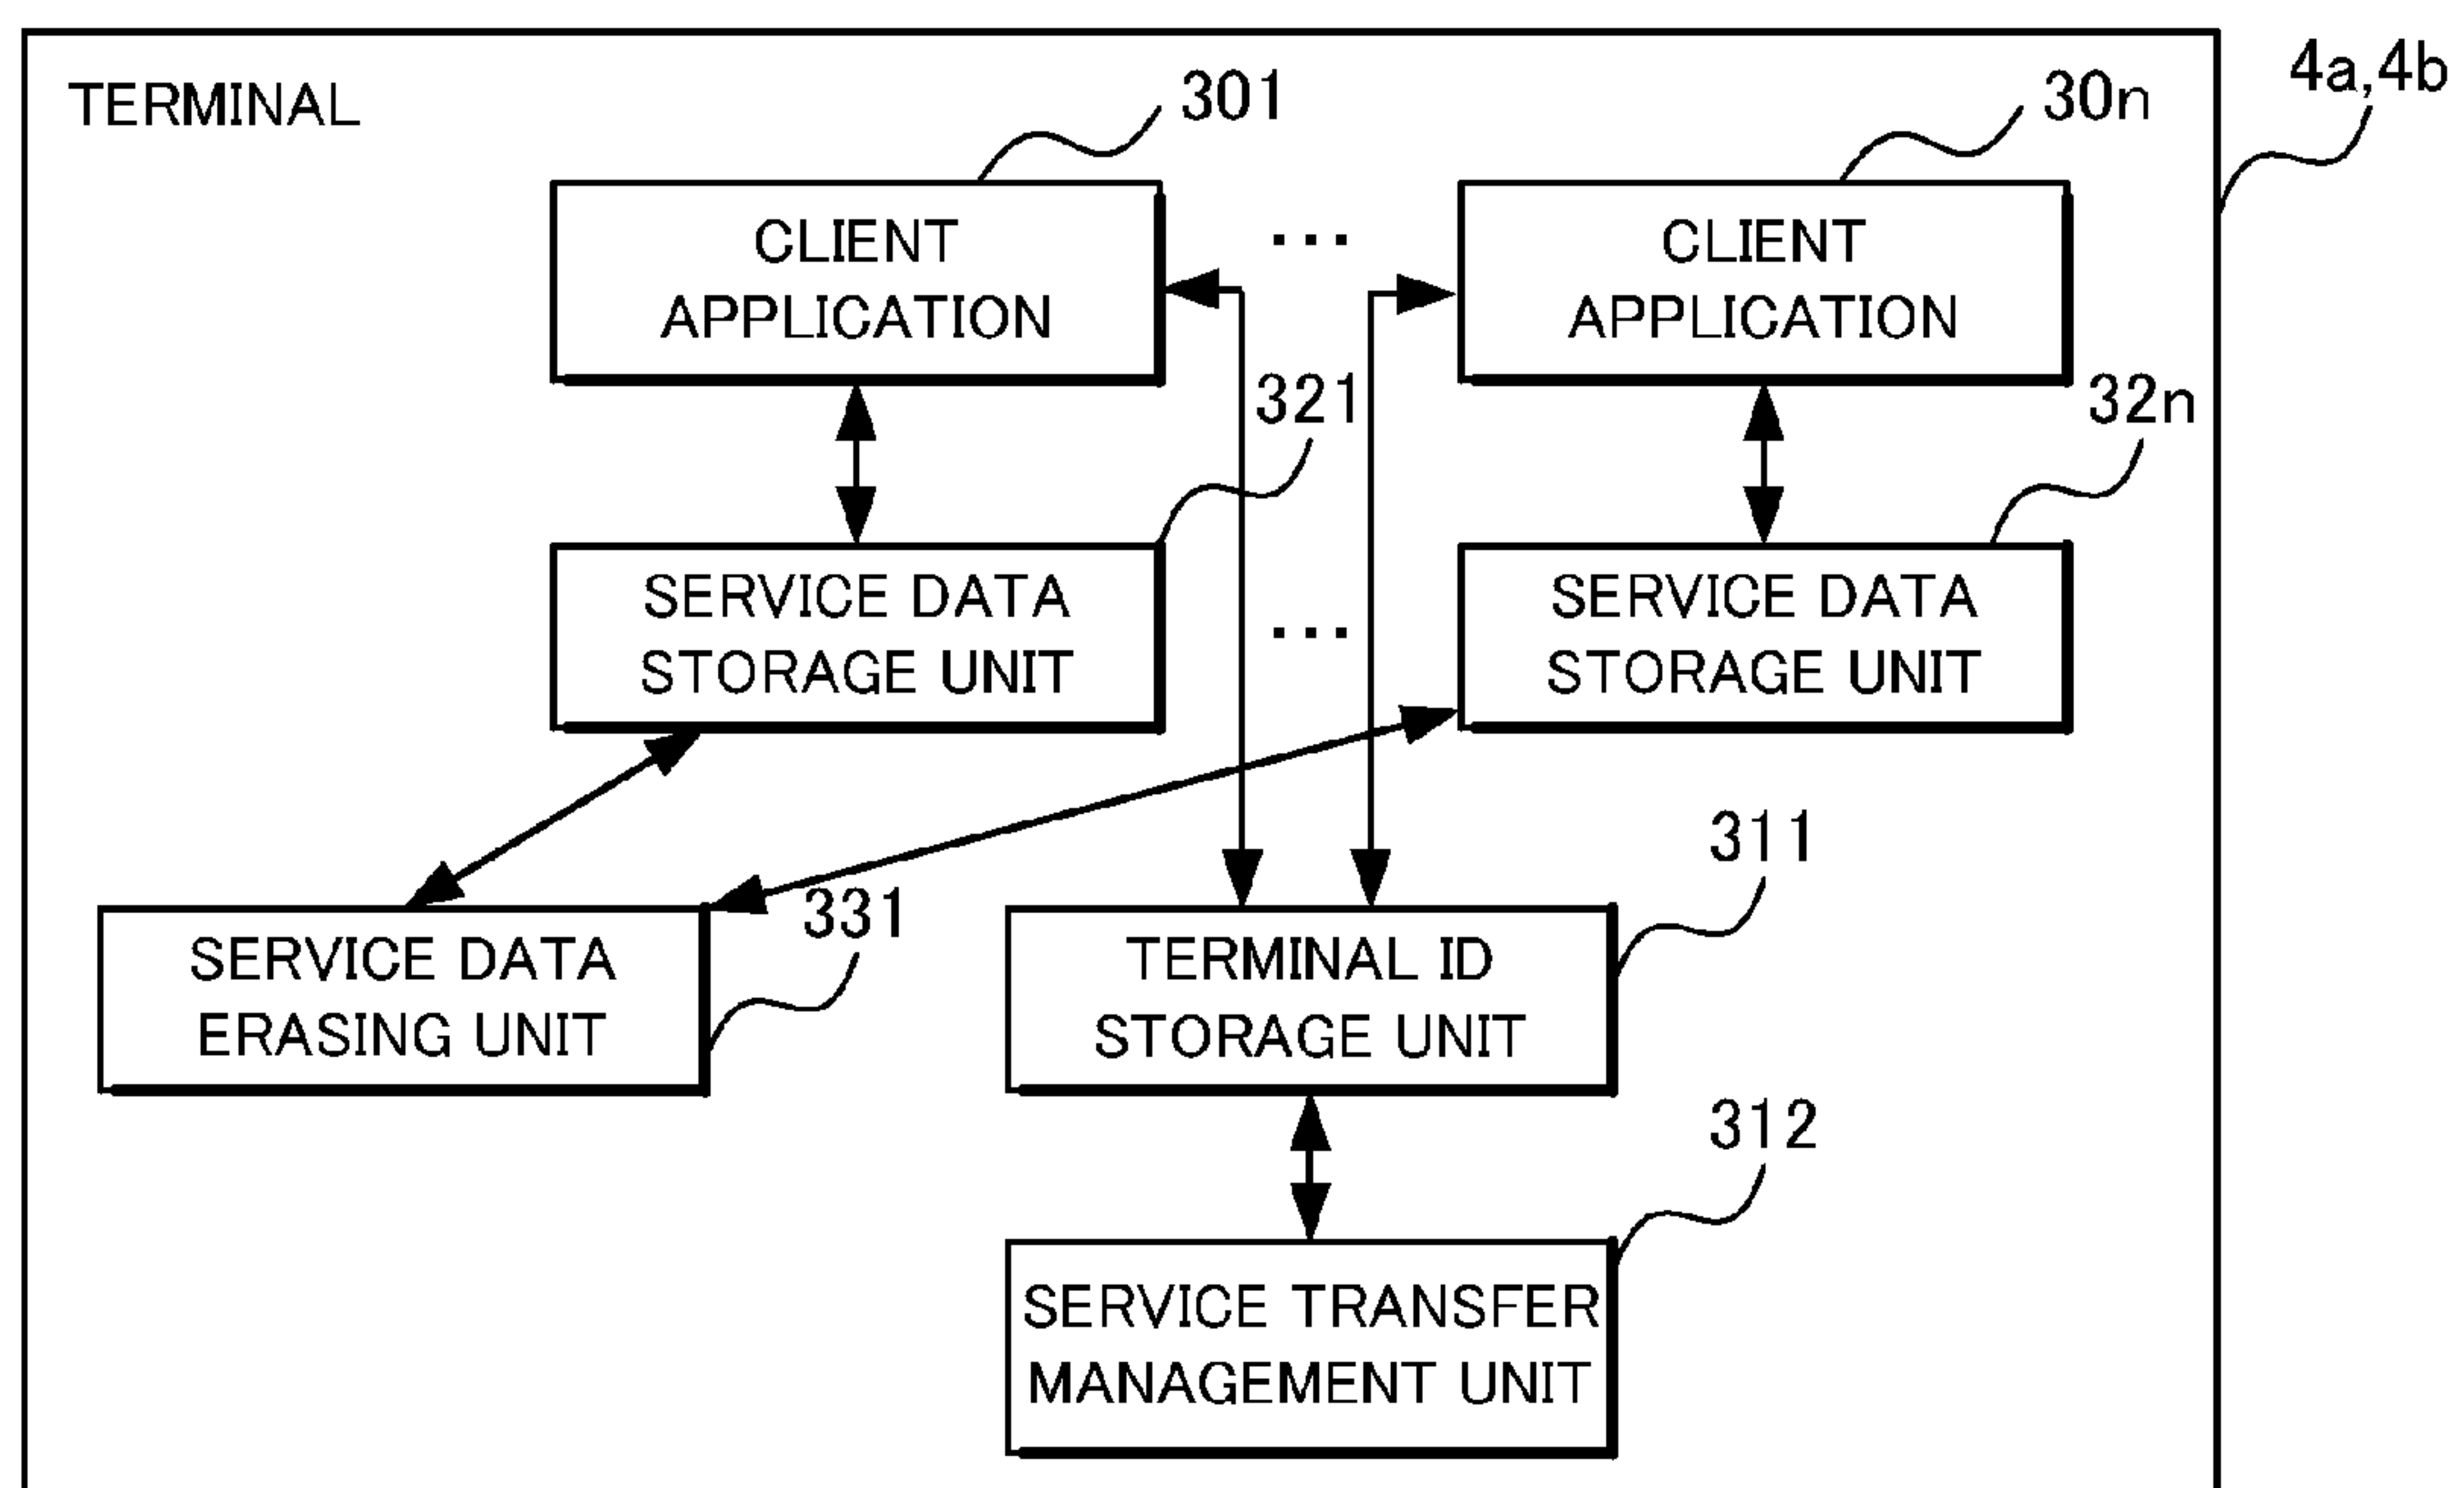 4a,4b
TERMINAL
301
30n
CLIENT
APPLICATION
...
CLIENT
APPLICATION
321
32n
SERVICE DATA
STORAGE UNIT
...
SERVICE DATA
STORAGE UNIT
331
311
SERVICE DATA
ERASING UNIT
TERMINAL ID
STORAGE UNIT
312
SERVICE TRANSFER
MANAGEMENT UNIT